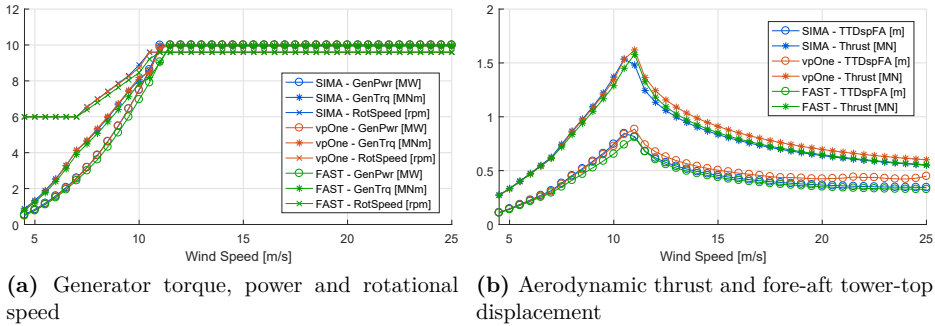 12
10
8
6
4
2
0
5
10
15
20
25
Wind Speed [m/s]
SIMA - GenPwr [MW]
SIMA - GenTrq [MNm]
SIMA - RotSpeed [rpm]
vpOne - GenPwr [MW]
vpOne - GenTrq [MNm]
vpOne - RotSpeed [rpm]
FAST - GenPwr [MW]
FAST - GenTrq [MNm]
FAST - RotSpeed [rpm]
(a) Generator torque, power and rotational
speed
2
1.5
1
0.5
0
5
10
15
20
25
Wind Speed [m/s]
SIMA - TTDspFA [m]
SIMA - Thrust [MN]
vpOne - TTDspFA [m]
vpOne - Thrust [MN]
FAST - TTDspFA [m]
FAST - Thrust [MN]
(b) Aerodynamic thrust and fore-aft tower-top
displacement